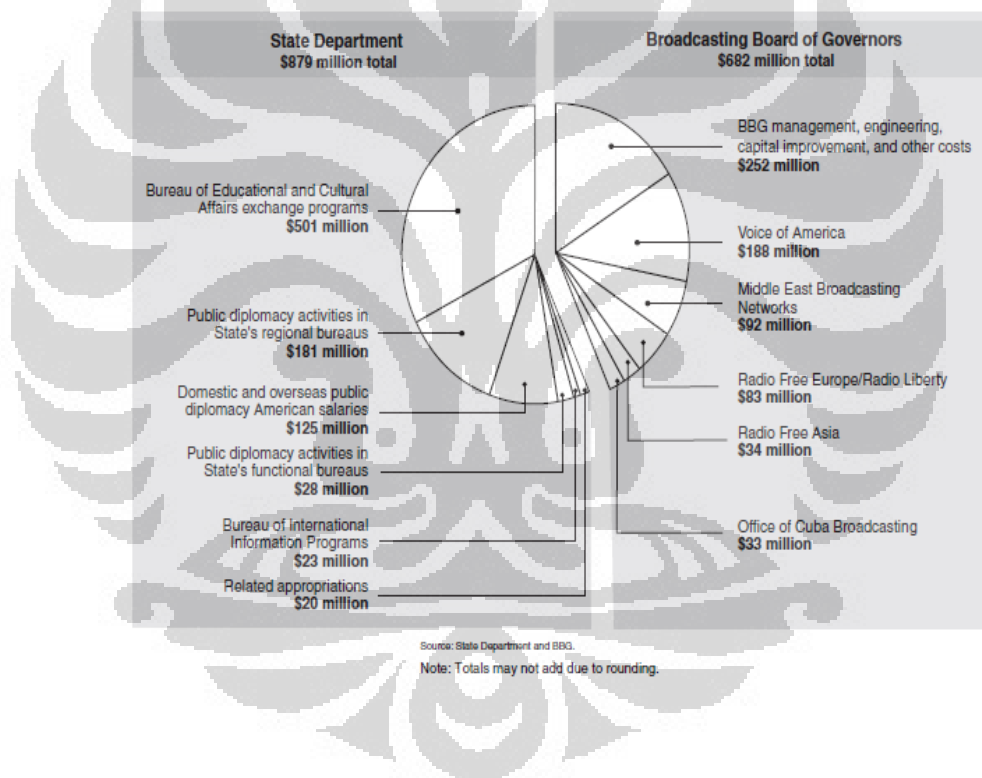 State Department
$879 million total
Bureau of Educational and Cultural
Affairs exchange programs
$501 million
Public diplomacy activities in
State's regional bureaus
$181 million
Domestic and overseas public
diplomacy American salaries
$125 million
Public diplomacy activities in
State's functional bureaus
$28 million
Bureau of International
Information Programs
$23 million
Related appropriations
$20 million
Broadcasting Board of Governors
$682 million total
BBG management, engineering,
capital improvement, and other costs
$252 million
Voice of America
$188 million
Middle East Broadcasting
Networks
$92 million
Radio Free Europe/Radio Liberty
$83 million
Radio Free Asia
$34 million
Office of Cuba Broadcasting
$33 million
Source: State Department and BBG.
Note: Totals may not add due to rounding.